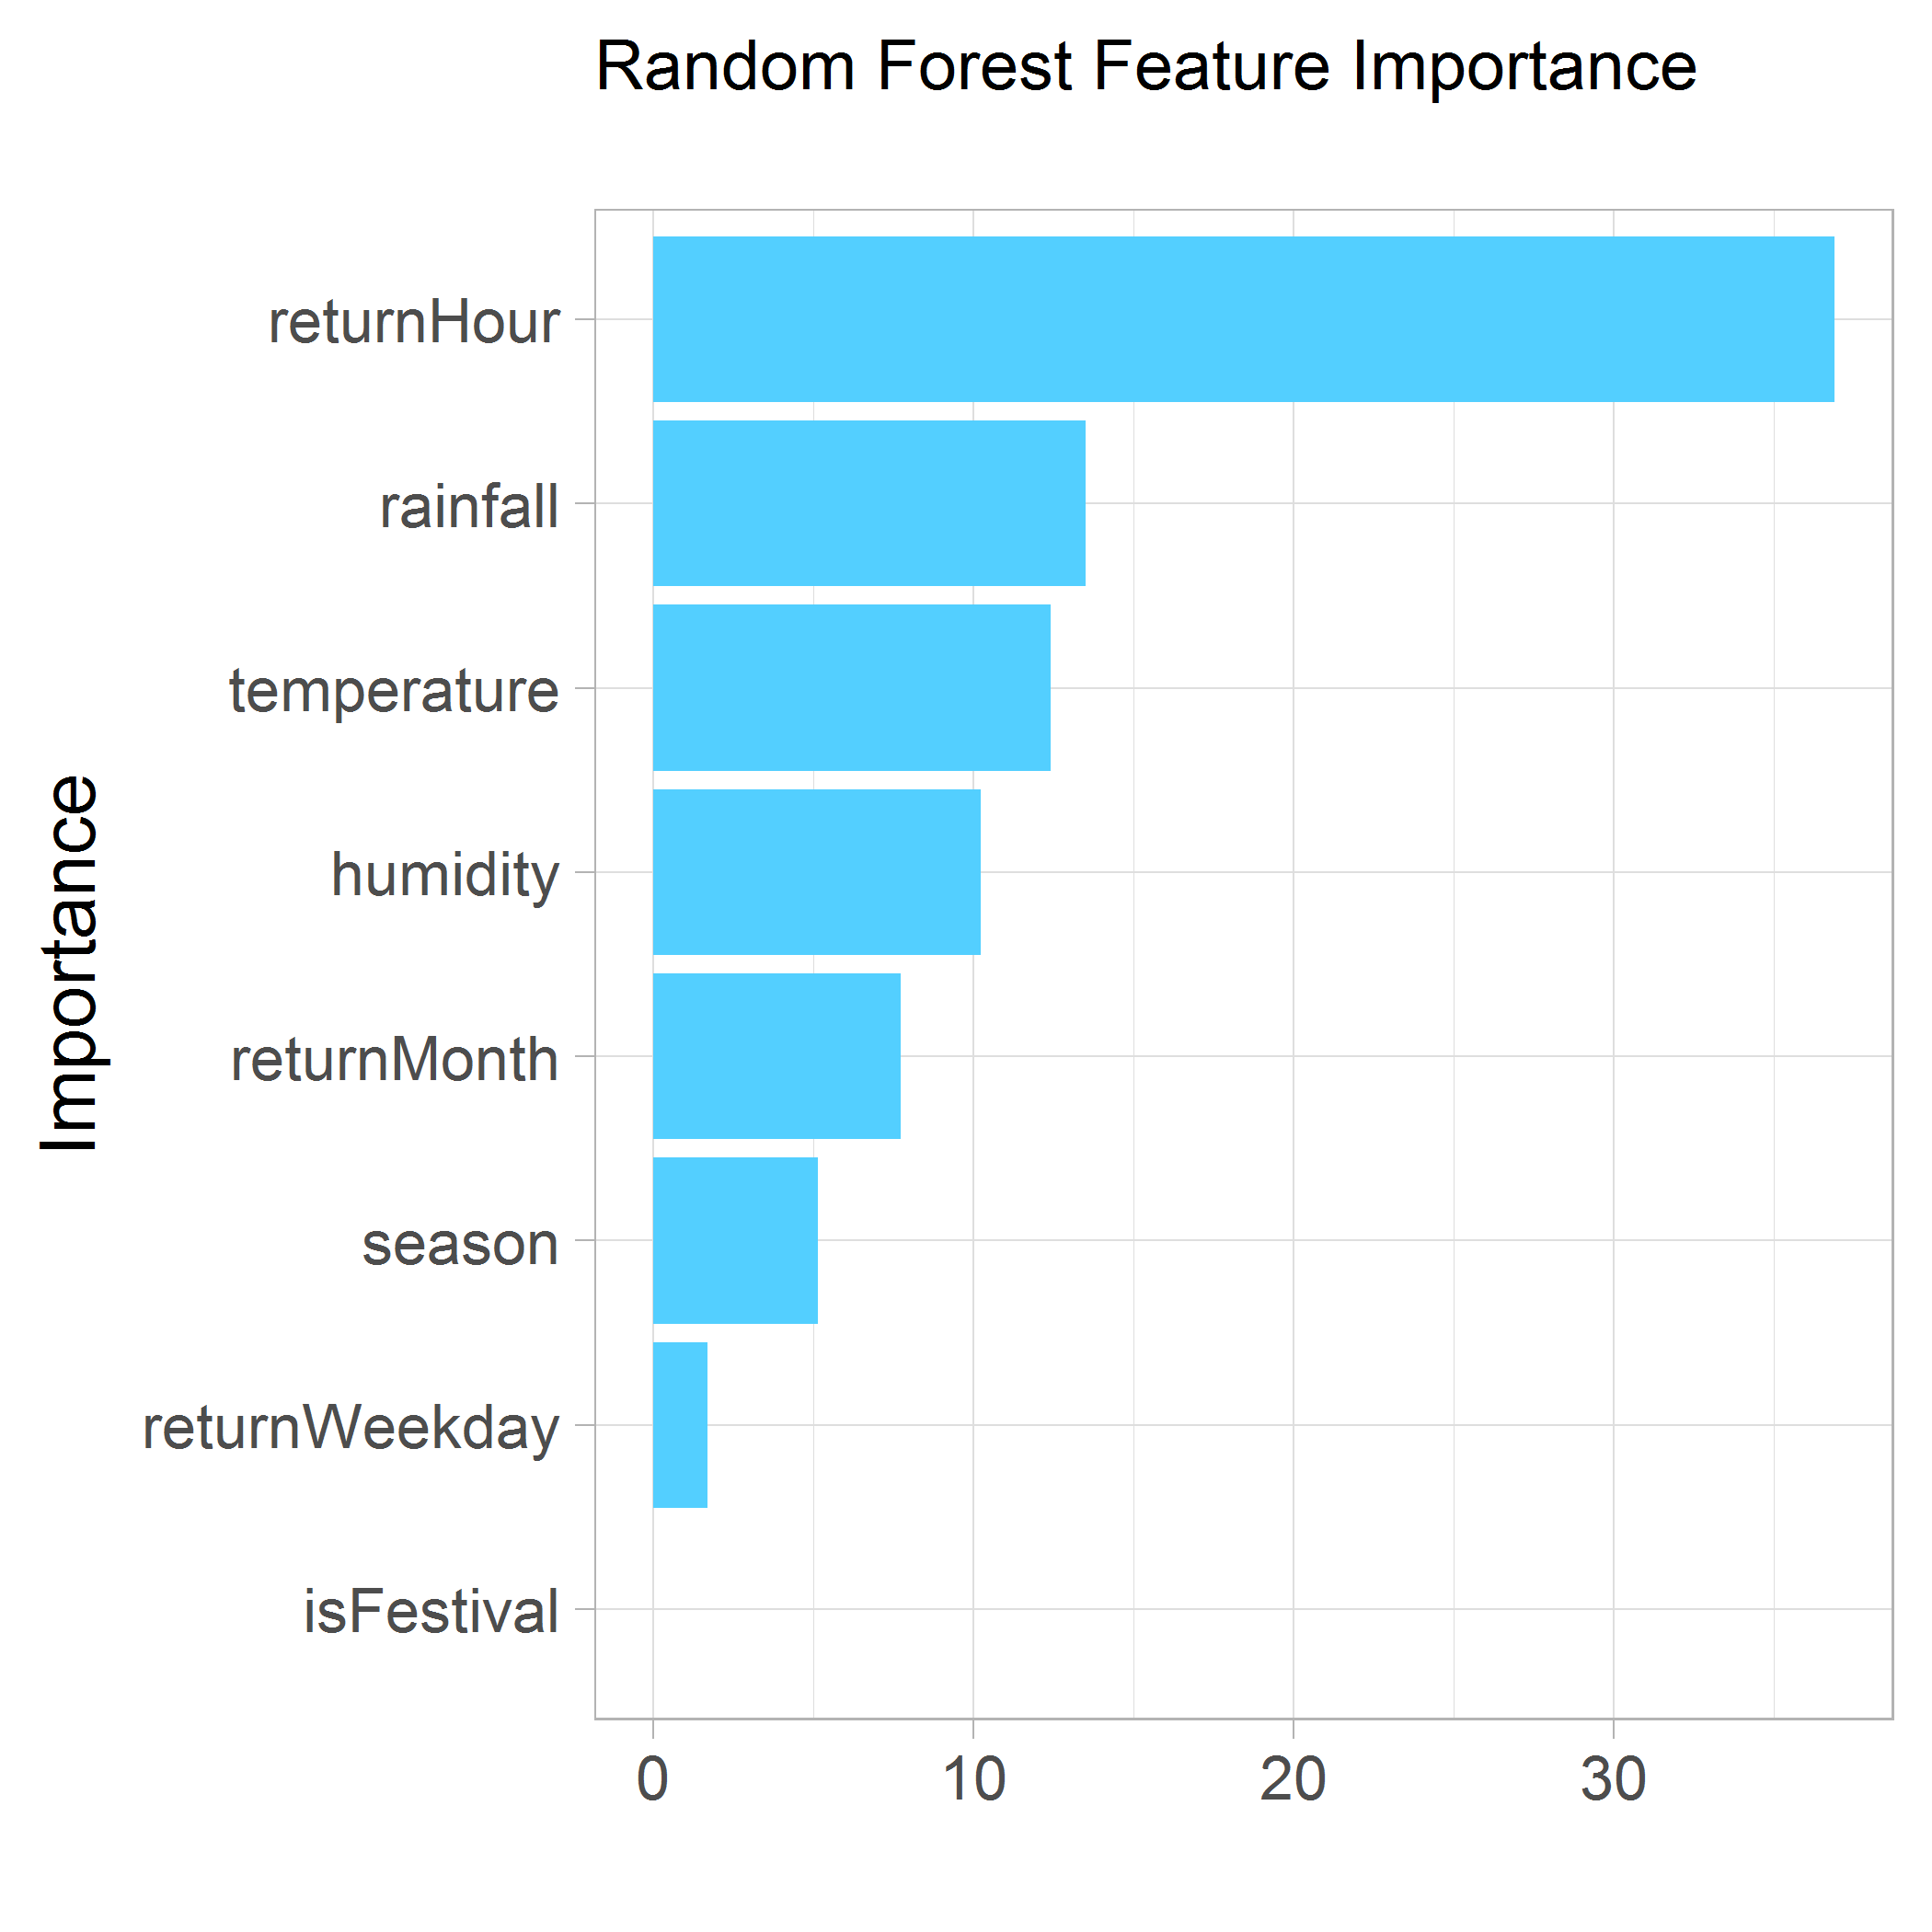 Random Forest Feature Importance
Importance
returnHour
rainfall
temperature
humidity
returnMonth
season
returnWeekday
isFestival
0 10 20 30